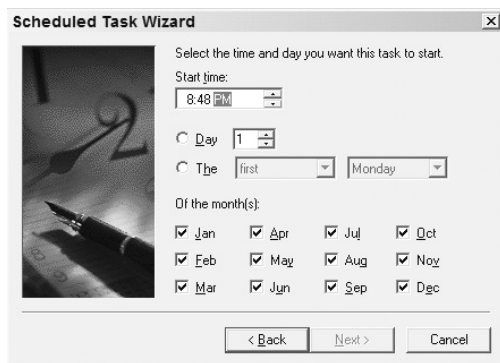 Scheduled Task Wizard
Select the time and day you want this task to start.
Start time:
8:48 PM
Day 1
The first Monday
Of the month(s):
Jan Apr Jul Oct
Feb May Aug Nov
Mar Jun Sep Dec
< Back Next > Cancel